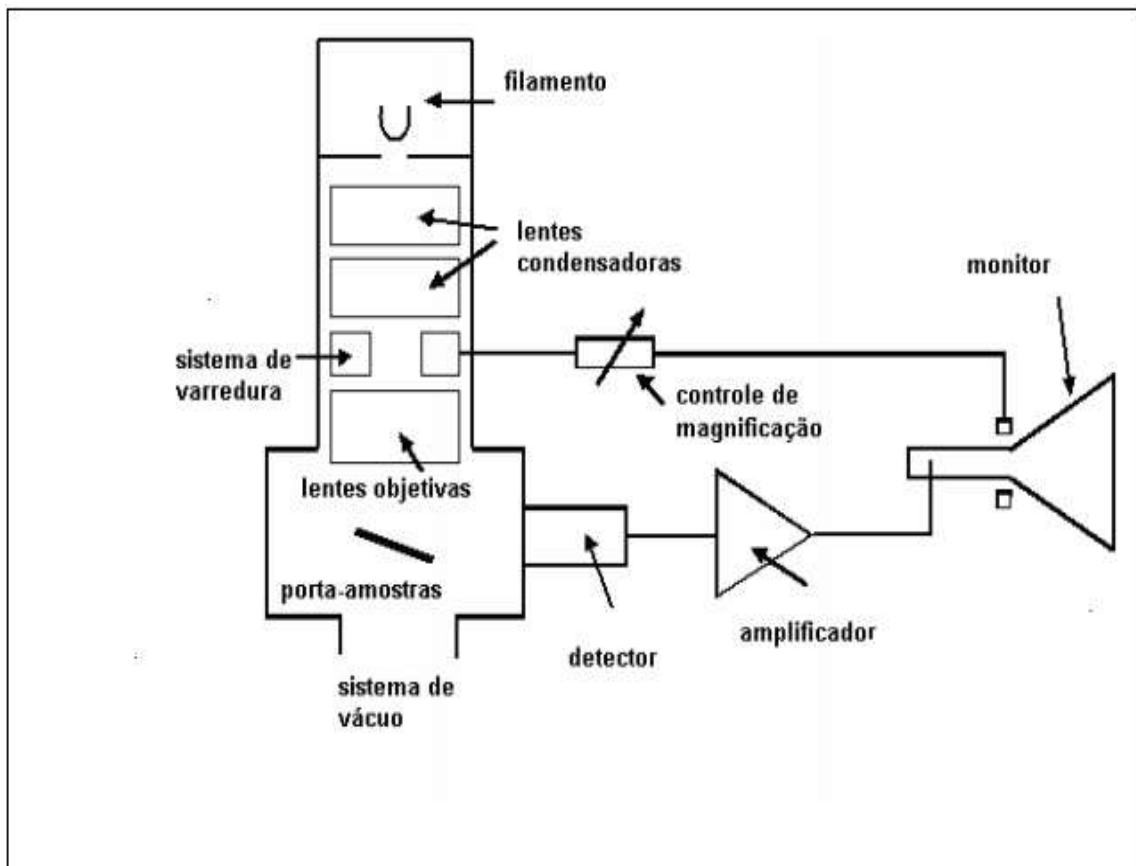 filamento
lentes
condensadoras
monitor
sistema de
varredura
controle de
magnificação
lentes objetivas
porta-amostras
amplificador
detector
sistema de
vácuo